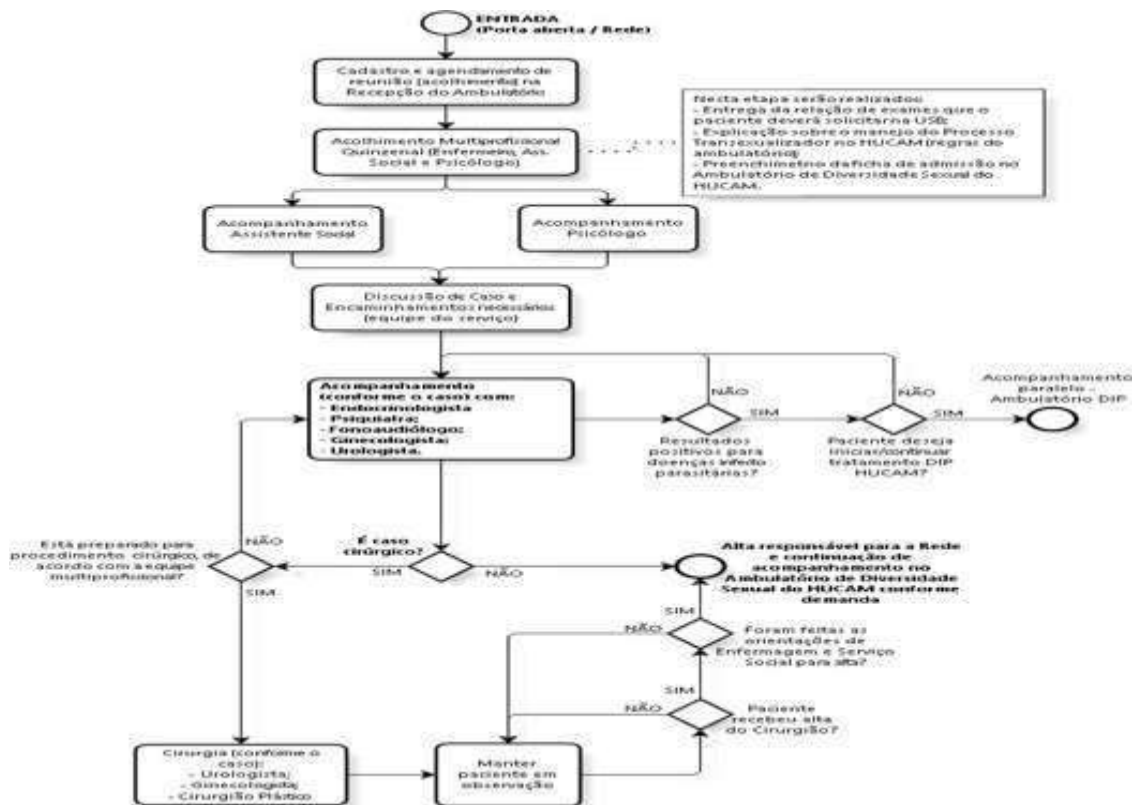 ENTRADA
(Porta aberta / Rede)
Cadastro e agendamento de
reunião (acolhimento) na
Recepção do Ambulatório
Nesta etapa serão realizados:
- Entrega da relação de exames que o
paciente deverá solicitar na USB;
- Explicação sobre o manejo do Processo
Transexualizador no HUCAM (regras do
ambulatório);
- Preenchimento da ficha de admissão no
Ambulatório de Diversidade Sexual do
HUCAM.
Acolhimento Multiprofissional
Quinzenal (Enfermeiro, Ass.
Social e Psicólogo)
Acompanhamento
Assistente Social
Acompanhamento
Psicólogo
Discussão de Caso e
Encaminhamentos necessários
(equipe do serviço)
Acompanhamento
(conforme o caso) com:
- Endocrinologista
- Psiquiatra;
- Fonoaudiólogo;
- Ginecologista;
- Urologista.
NÃO
SIM
Resultados
positivos para
doenças infecto
parasitárias?
NÃO
SIM
Paciente deseja
iniciar/continuar
tratamento DIP
HUCAM?
Acompanhamento
paralelo -
Ambulatório DIP
É caso
cirúrgico?
SIM
NÃO
Está preparado para
procedimento cirúrgico, de
acordo com a equipe
multiprofissional?
NÃO
SIM
Alta responsável para a Rede
e continuação de
acompanhamento no
Ambulatório de Diversidade
Sexual do HUCAM conforme
demanda
SIM
NÃO
Foram feitas as
orientações de
Enfermagem e Serviço
Social para alta?
SIM
NÃO
Paciente
recebeu alta
do Cirurgião?
Cirurgia (conforme o
caso):
- Urologista;
- Ginecologista;
- Cirurgião Plástico
Manter
paciente em
observação